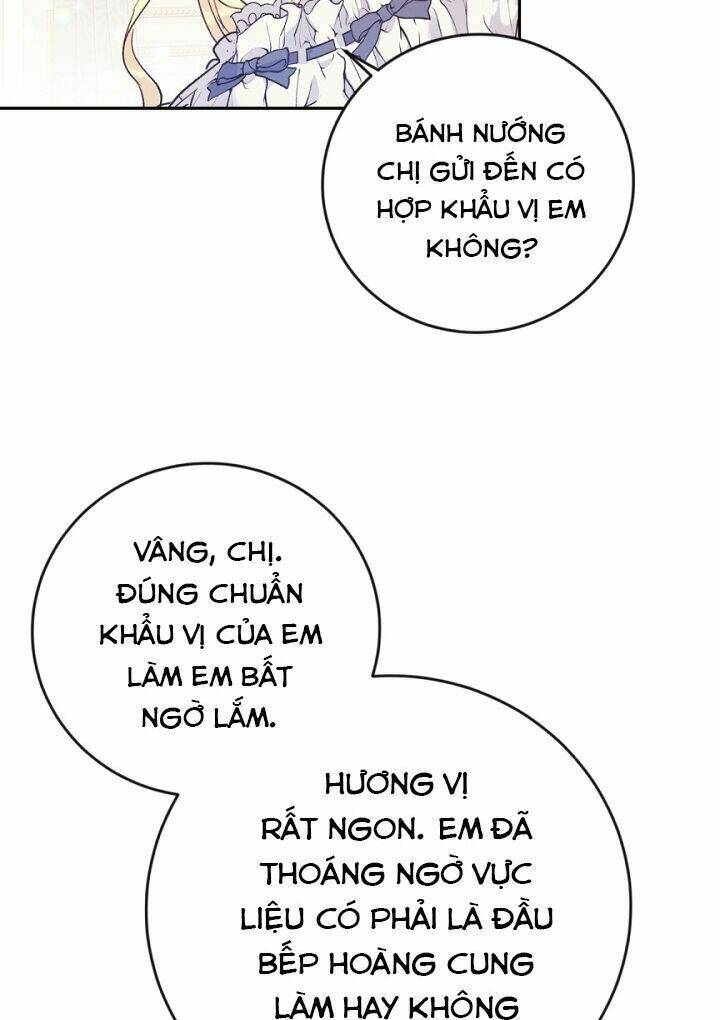 BÁNH NƯỚNG
CHỊ GỬI ĐẾN CÓ
HỢP KHẨU VỊ EM
KHÔNG?
VÂNG, CHỊ.
ĐÚNG CHUẨN
KHẨU VỊ CỦA EM
LÀM EM BẤT
NGỜ LẮM.
HƯƠNG VỊ
RẤT NGON. EM ĐÃ
THOÁNG NGỜ VỰC
LIỆU CÓ PHẢI LÀ ĐẦU
BẾP HOÀNG CUNG
LÀM HAY KHÔNG